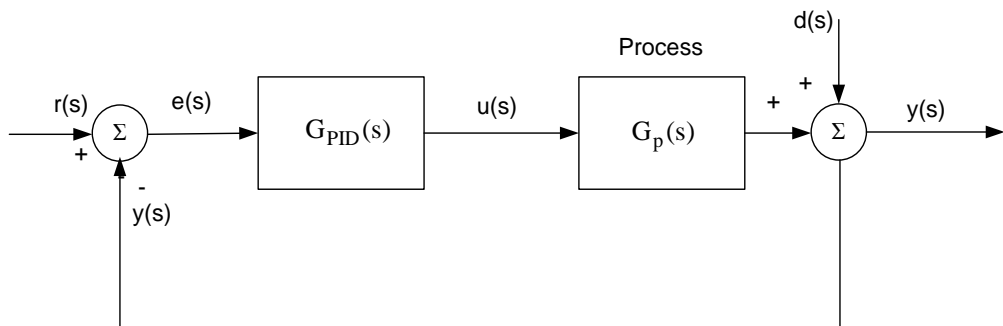 d(s)
Process
r(s)
e(s)
u(s)
y(s)
+
+
+
Σ
G_PID(s)
G_p(s)
Σ
-
y(s)